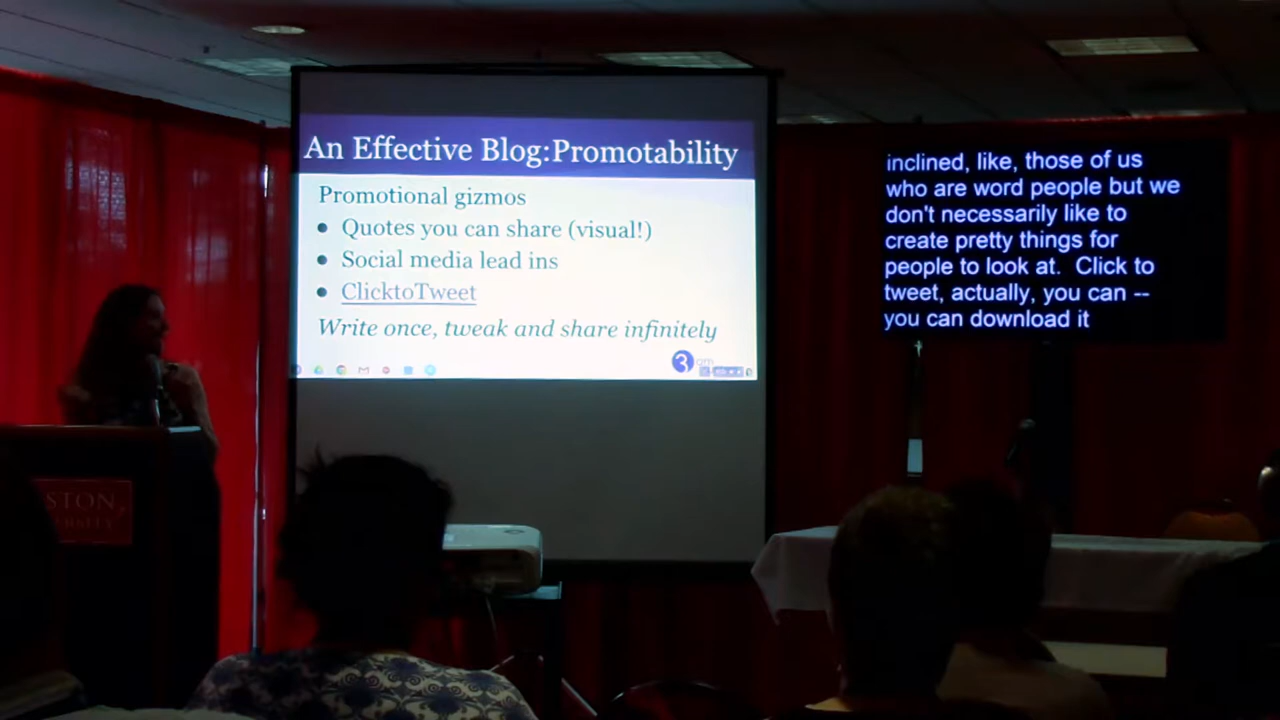 An Effective Blog:Promotability
Promotional gizmos
Quotes you can share (visual!)
Social media lead ins
ClicktoTweet
Write once, tweak and share infinitely
3
inclined, like, those of us
who are word people but we
don't necessarily like to
create pretty things for
people to look at. Click to
tweet, actually, you can --
you can download it
STON